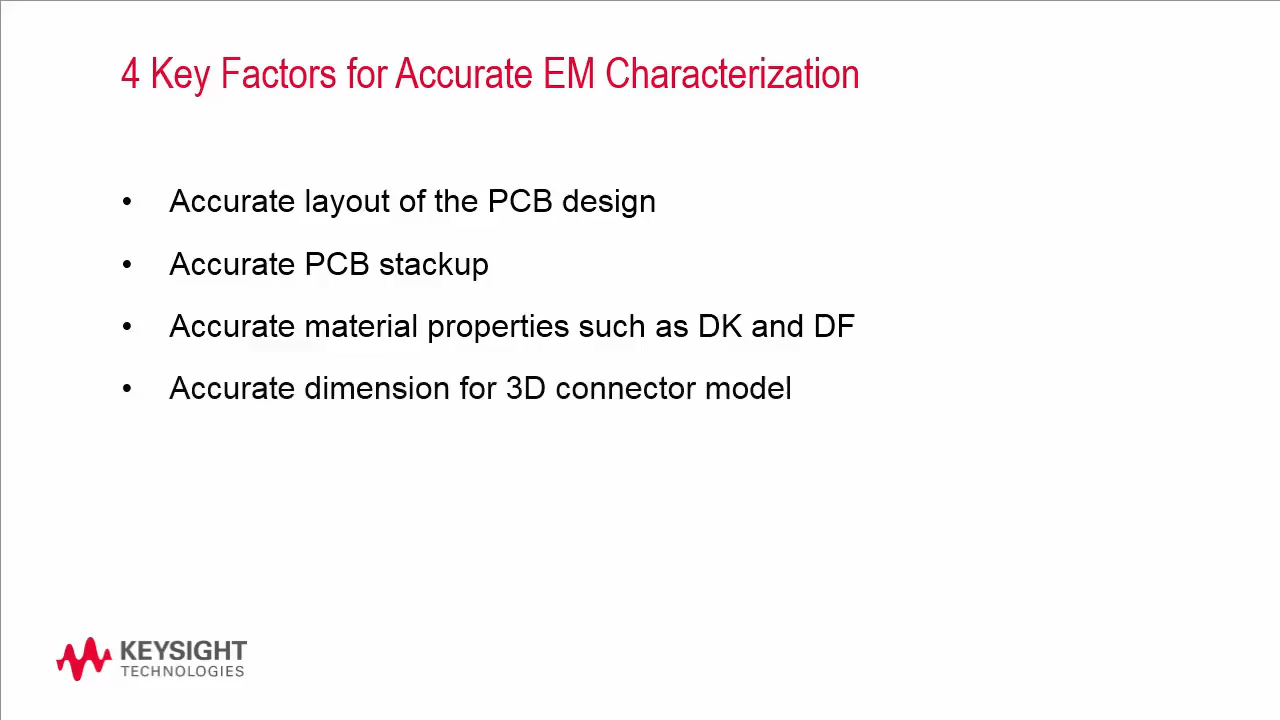 4 Key Factors for Accurate EM Characterization
• Accurate layout of the PCB design
• Accurate PCB stackup
• Accurate material properties such as DK and DF
• Accurate dimension for 3D connector model
KEYSIGHT
TECHNOLOGIES